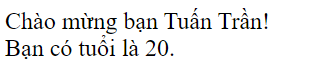 Chào mừng bạn Tuấn Trần!
Bạn có tuổi là 20.